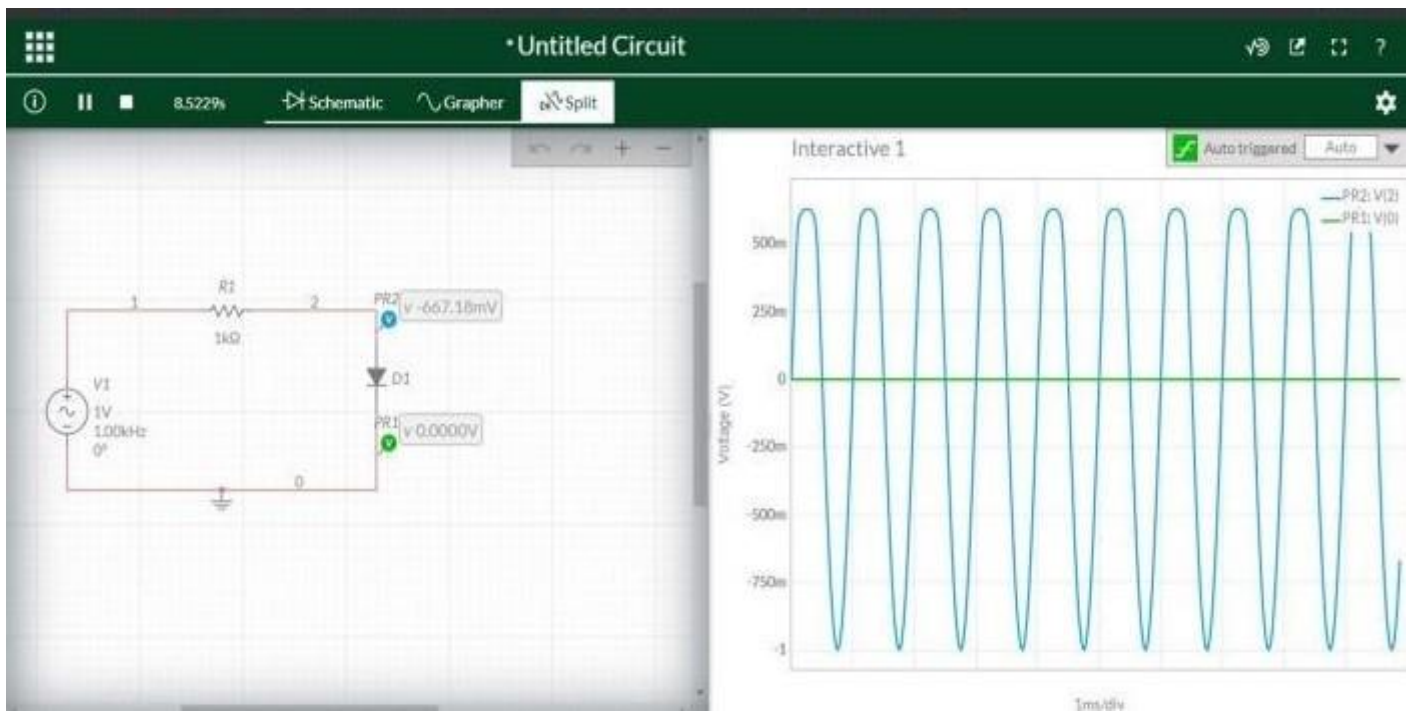 *Untitled Circuit
?
8.5229s
Schematic
Grapher
Split
+
−
Interactive 1
Auto triggered
Auto
PR2: V(2)
PR1: V(0)
500m
250m
0
-250m
-500m
-750m
-1
Voltage (V)
1ms/div
R1
1
2
1kΩ
PR2
v -667.18mV
V
D1
V1
1V
1.00kHz
0°
PR1
v 0.0000V
V
0